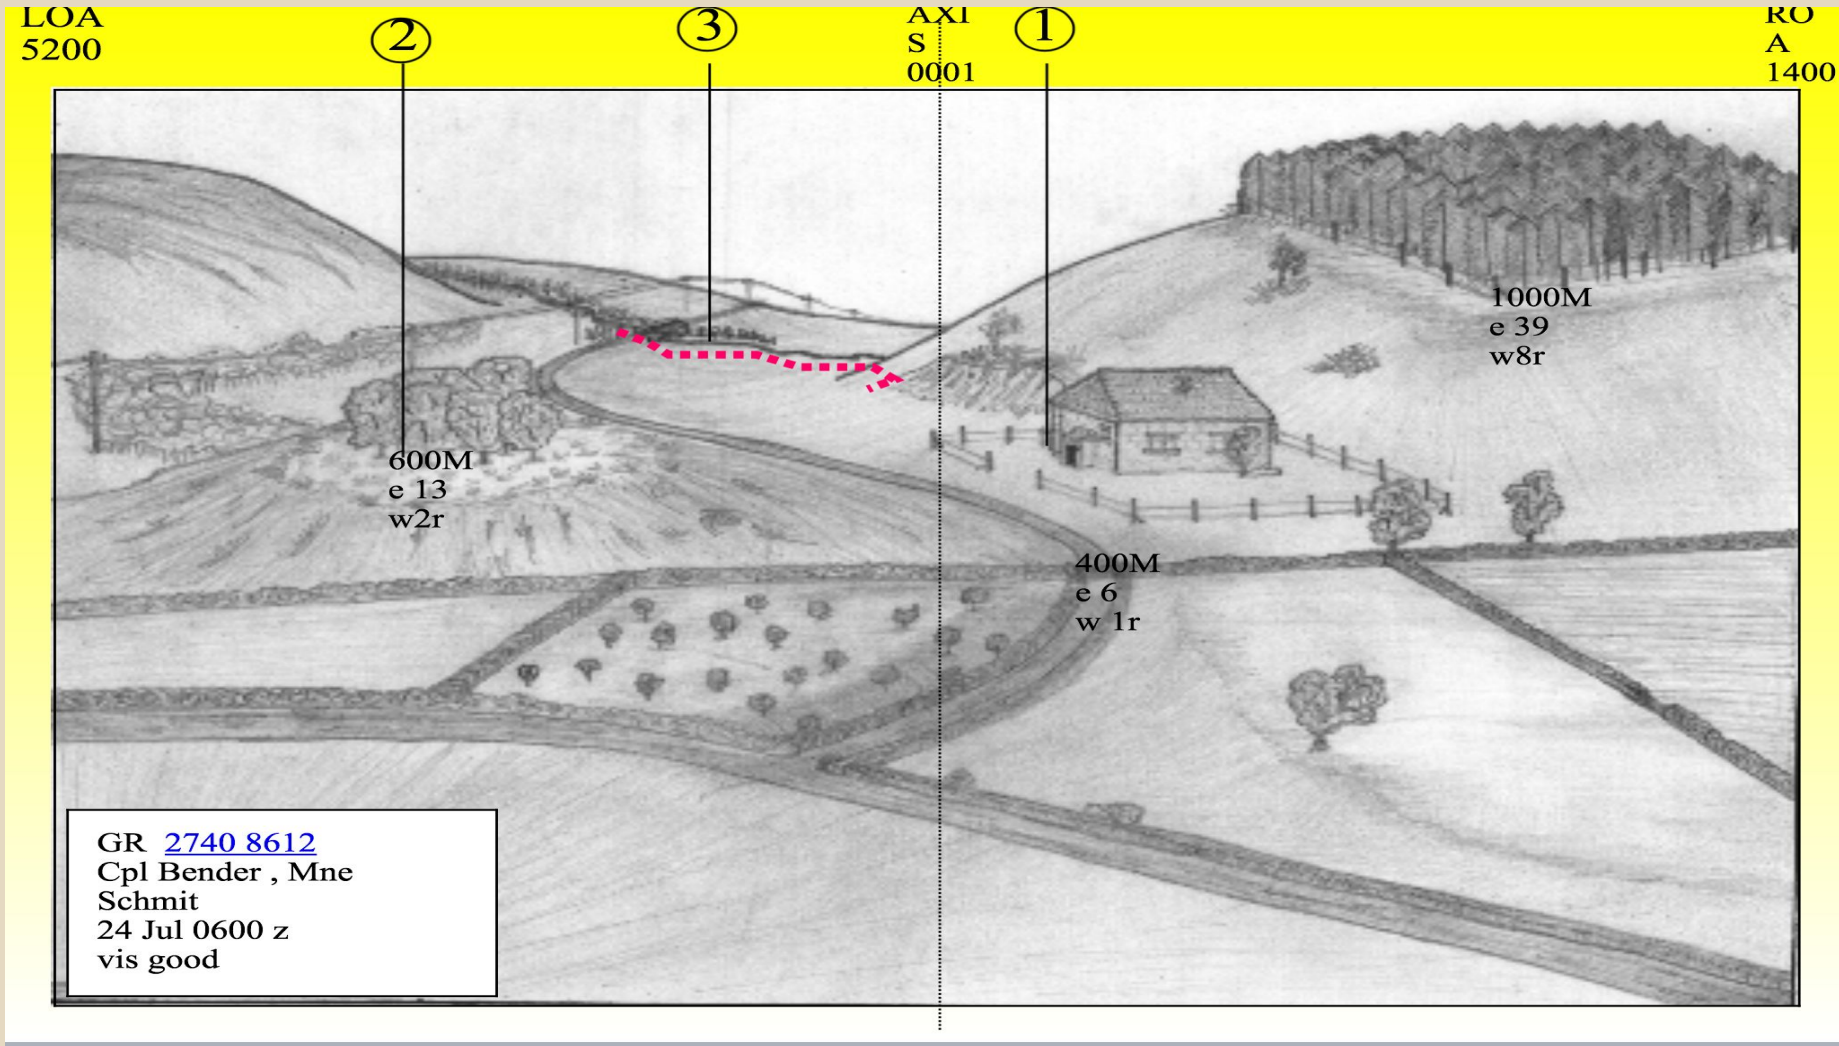 LOA
5200
2
3
AXI
S
0001
1
RO
A
1400
1000M
e 39
w8r
600M
e 13
w2r
400M
e 6
w 1r
GR 2740 8612
Cpl Bender , Mne
Schmit
24 Jul 0600 z
vis good